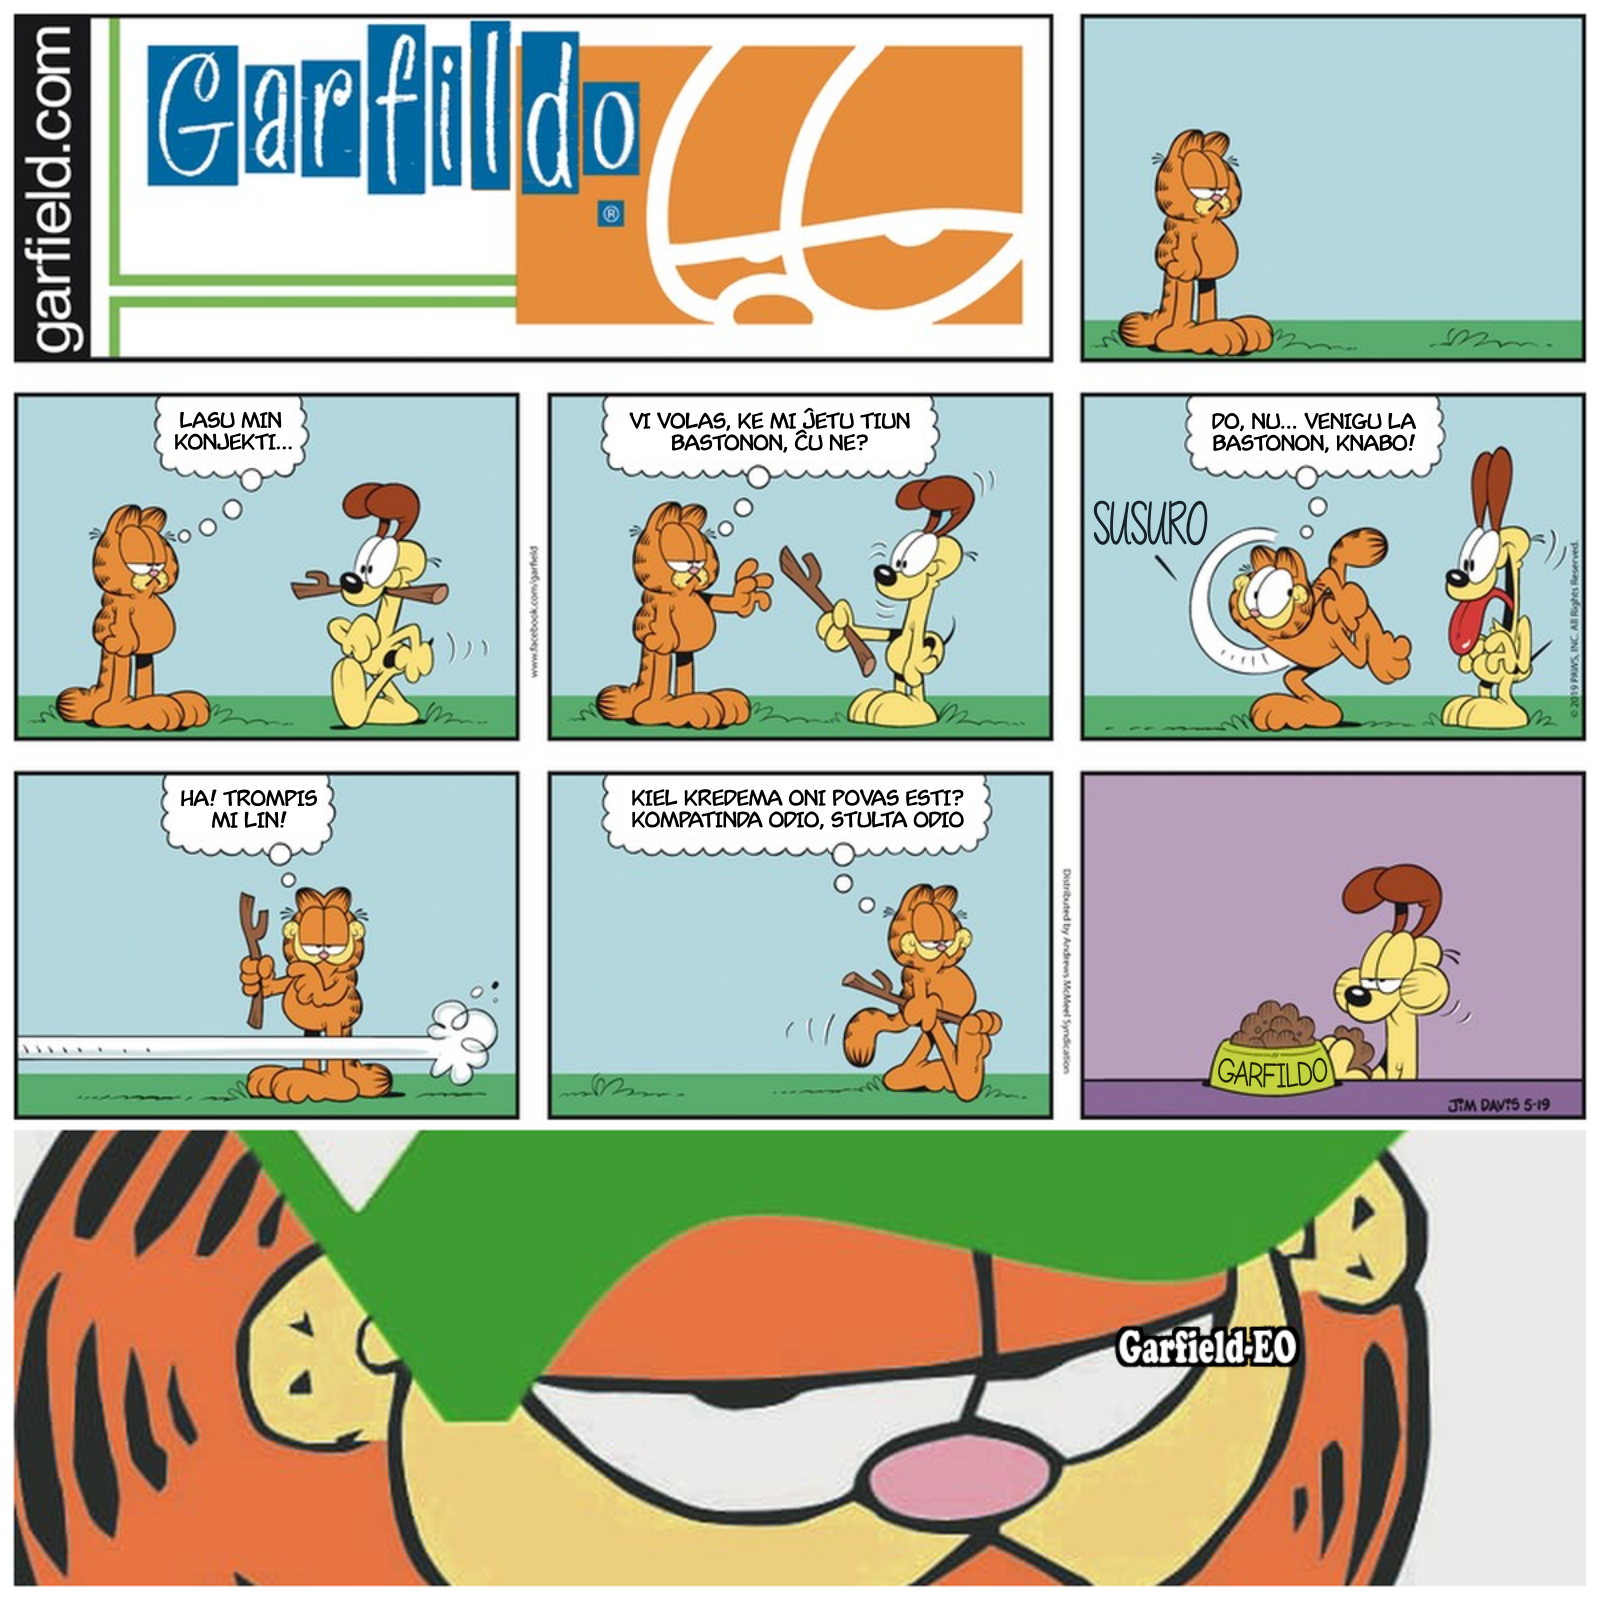 garfield.com
Garfildo
®
LASU MIN
KONJEKTI...
VI VOLAS, KE MI ĴETU TIUN
BASTONON, ĈU NE?
www.facebook.com/garfield
DO, NU... VENIGU LA
BASTONON, KNABO!
SUSURO
© 2019 PAWS, INC. All Rights Reserved.
HA! TROMPIS
MI LIN!
KIEL KREDEMA ONI POVAS ESTI?
KOMPATINDA ODIO, STULTA ODIO
Distributed by Andrews McMeel Syndication
GARFILDO
JIM DAVIS 5-19
Garfield-EO